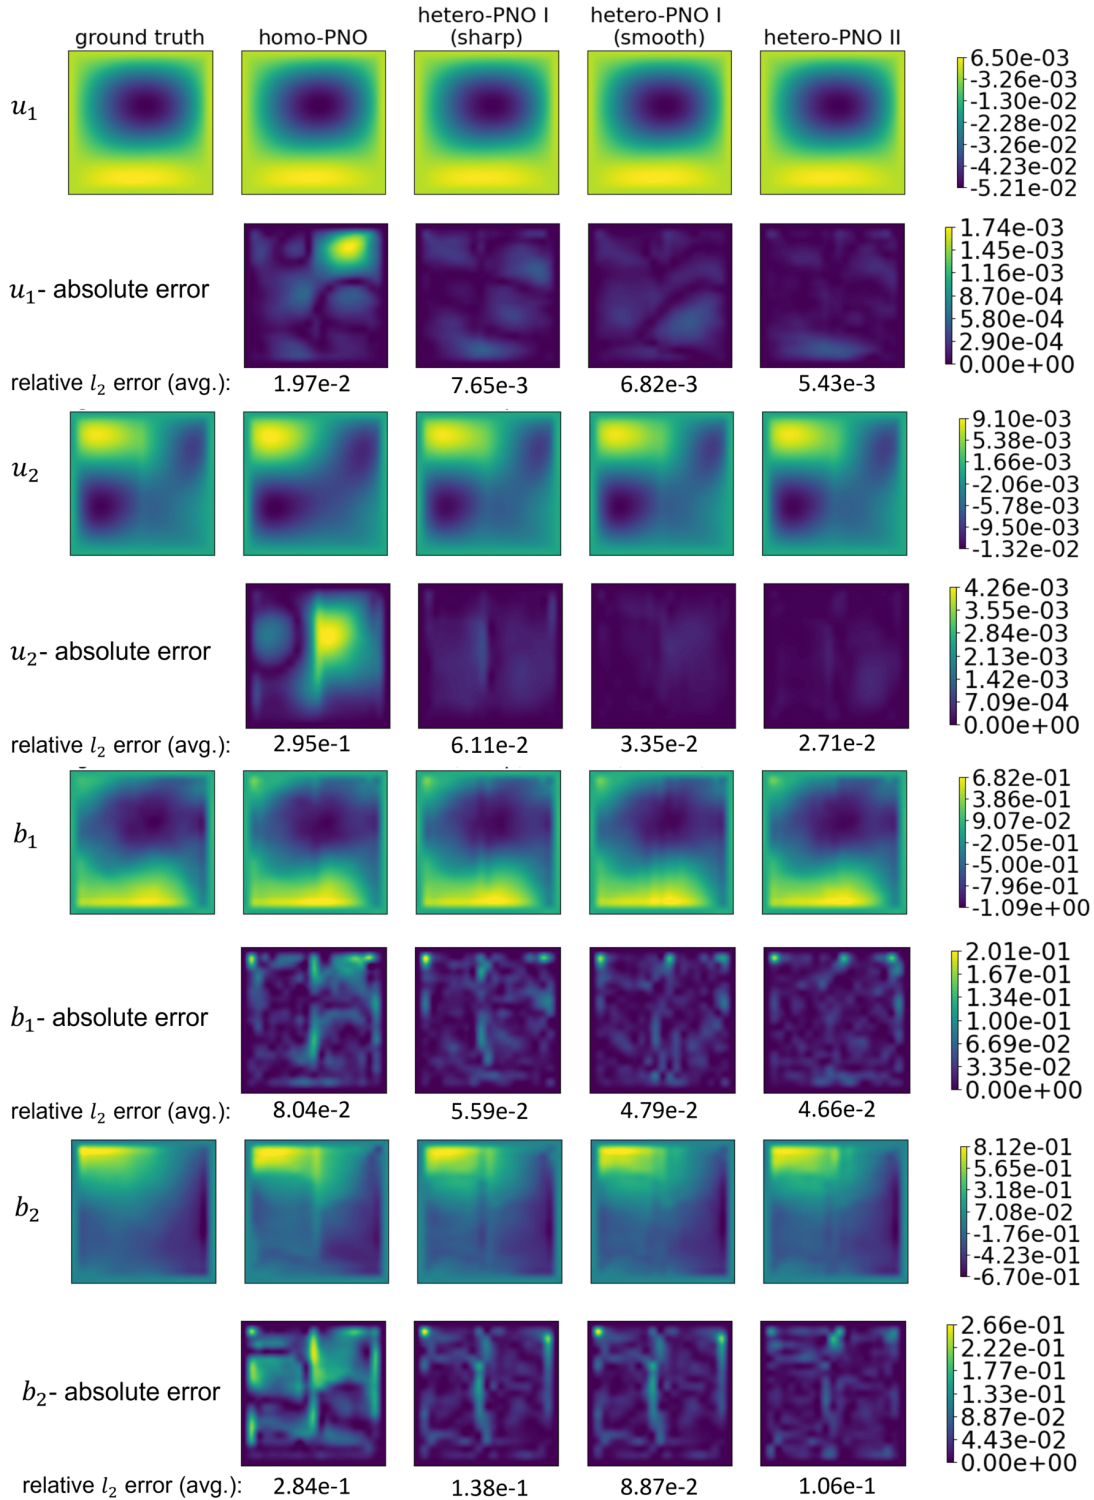 ground truth homo-PNO hetero-PNO I (sharp) hetero-PNO I (smooth) hetero-PNO II
u₁
6.50e-03
-3.26e-03
-1.30e-02
-2.28e-02
-3.26e-02
-4.23e-02
-5.21e-02
u₁- absolute error
1.74e-03
1.45e-03
1.16e-03
8.70e-04
5.80e-04
2.90e-04
0.00e+00
relative l₂ error (avg.): 1.97e-2 7.65e-3 6.82e-3 5.43e-3
u₂
9.10e-03
5.38e-03
1.66e-03
-2.06e-03
-5.78e-03
-9.50e-03
-1.32e-02
u₂- absolute error
4.26e-03
3.55e-03
2.84e-03
2.13e-03
1.42e-03
7.09e-04
0.00e+00
relative l₂ error (avg.): 2.95e-1 6.11e-2 3.35e-2 2.71e-2
b₁
6.82e-01
3.86e-01
9.07e-02
-2.05e-01
-5.00e-01
-7.96e-01
-1.09e+00
b₁- absolute error
2.01e-01
1.67e-01
1.34e-01
1.00e-01
6.69e-02
3.35e-02
0.00e+00
relative l₂ error (avg.): 8.04e-2 5.59e-2 4.79e-2 4.66e-2
b₂
8.12e-01
5.65e-01
3.18e-01
7.08e-02
-1.76e-01
-4.23e-01
-6.70e-01
b₂- absolute error
2.66e-01
2.22e-01
1.77e-01
1.33e-01
8.87e-02
4.43e-02
0.00e+00
relative l₂ error (avg.): 2.84e-1 1.38e-1 8.87e-2 1.06e-1